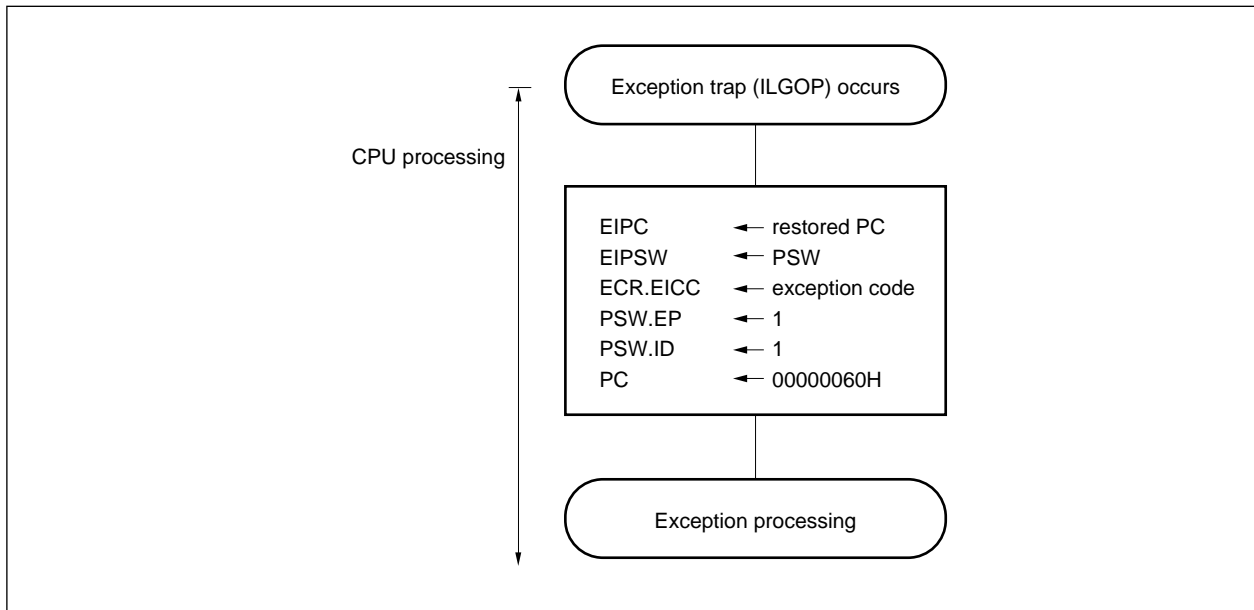 Exception trap (ILGOP) occurs
CPU processing
EIPC ← restored PC
EIPSW ← PSW
ECR.EICC ← exception code
PSW.EP ← 1
PSW.ID ← 1
PC ← 00000060H
Exception processing